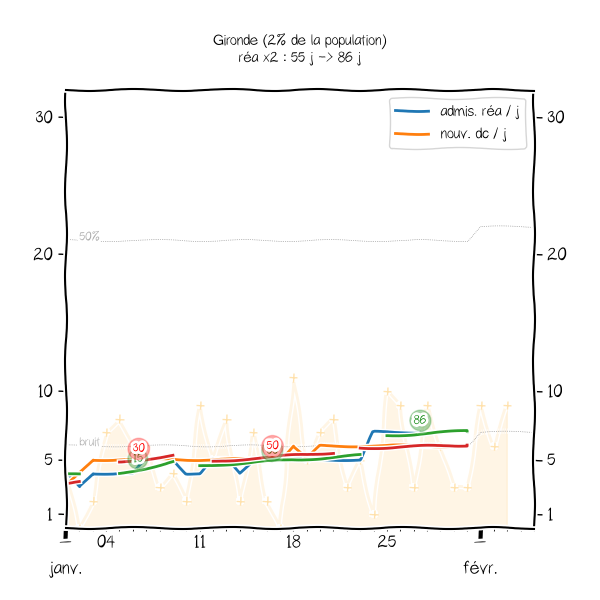 Gironde (2% de la population)
réa x2 : 55 j -> 86 j
admis. réa / j
nouv. dc / j
30
30
50%
20
20
10
10
86
bruit
30
50
5
5
1
1
04
11
18
25
janv.
févr.